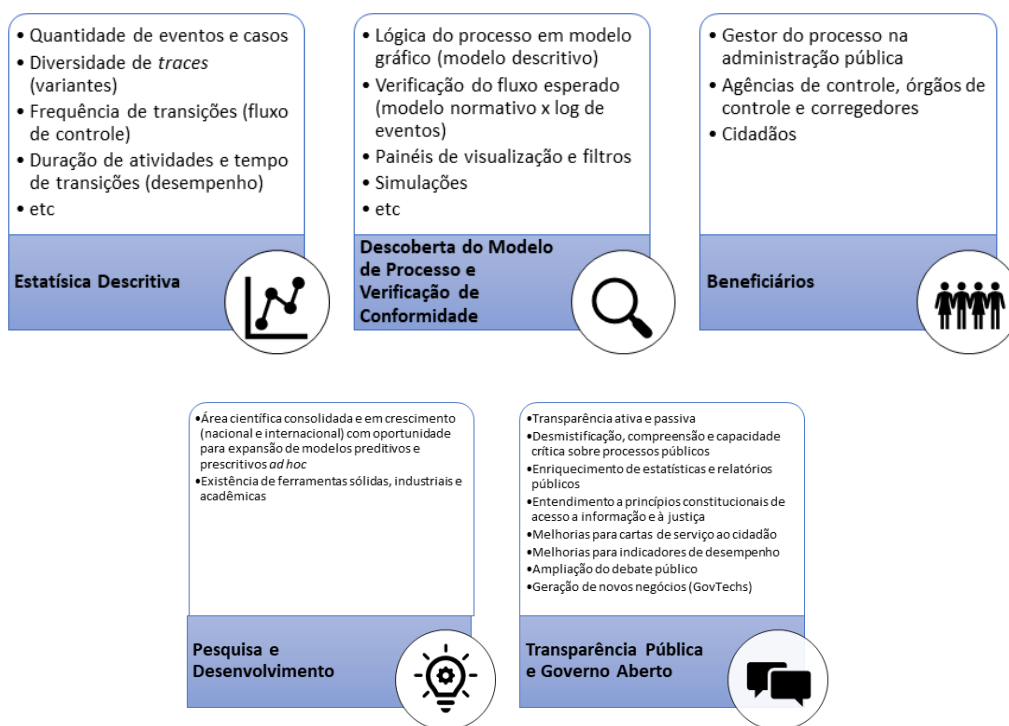 • Quantidade de eventos e casos
• Diversidade de traces
(variantes)
• Frequência de transições (fluxo
de controle)
• Duração de atividades e tempo
de transições (desempenho)
• etc
Estatísica Descritiva
• Lógica do processo em modelo
gráfico (modelo descritivo)
• Verificação do fluxo esperado
(modelo normativo x log de
eventos)
• Painéis de visualização e filtros
• Simulações
• etc
Descoberta do Modelo
de Processo e
Verificação de
Conformidade
• Gestor do processo na
administração pública
• Agências de controle, órgãos de
controle e corregedores
• Cidadãos
Beneficiários
•Área científica consolidada e em crescimento
(nacional e internacional) com oportunidade
para expansão de modelos preditivos e
prescritivos ad hoc
•Existência de ferramentas sólidas, industriais e
acadêmicas
Pesquisa e
Desenvolvimento
•Transparência ativa e passiva
•Desmistificação, compreensão e capacidade
crítica sobre processos públicos
•Enriquecimento de estatísticas e relatórios
públicos
•Entendimento a princípios constitucionais de
acesso a informação e à justiça
•Melhorias para cartas de serviço ao cidadão
•Melhorias para indicadores de desempenho
•Ampliação do debate público
•Geração de novos negócios (GovTechs)
Transparência Pública
e Governo Aberto